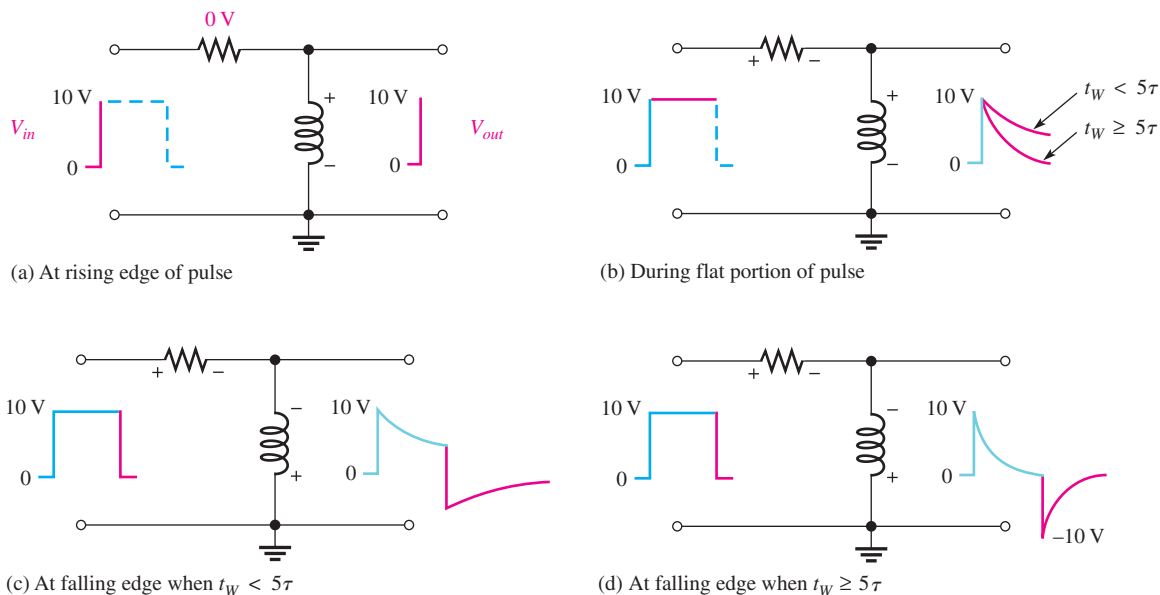 0 V
10 V
V_in
0
+
−
10 V
0
V_out
(a) At rising edge of pulse
+ −
10 V
0
+
−
10 V
0
t_W < 5τ
t_W ≥ 5τ
(b) During flat portion of pulse
+ −
10 V
0
−
+
10 V
0
(c) At falling edge when t_W < 5τ
+ −
10 V
0
−
+
10 V
0
–10 V
(d) At falling edge when t_W ≥ 5τ